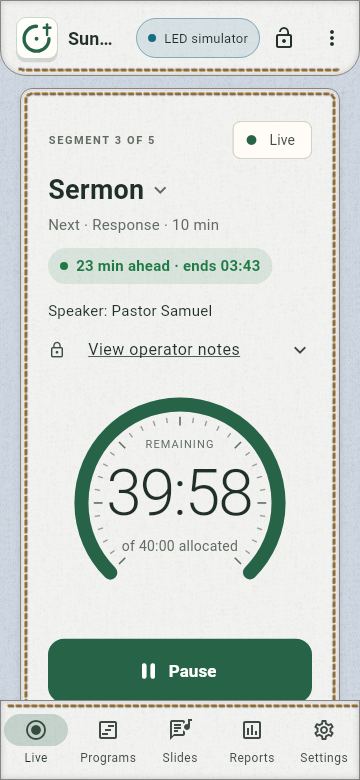 Sun…
LED simulator
SEGMENT 3 OF 5
Live
Sermon
Next · Response · 10 min
23 min ahead · ends 03:43
Speaker: Pastor Samuel
View operator notes
REMAINING
39:58
of 40:00 allocated
Pause
Live
Programs
Slides
Reports
Settings